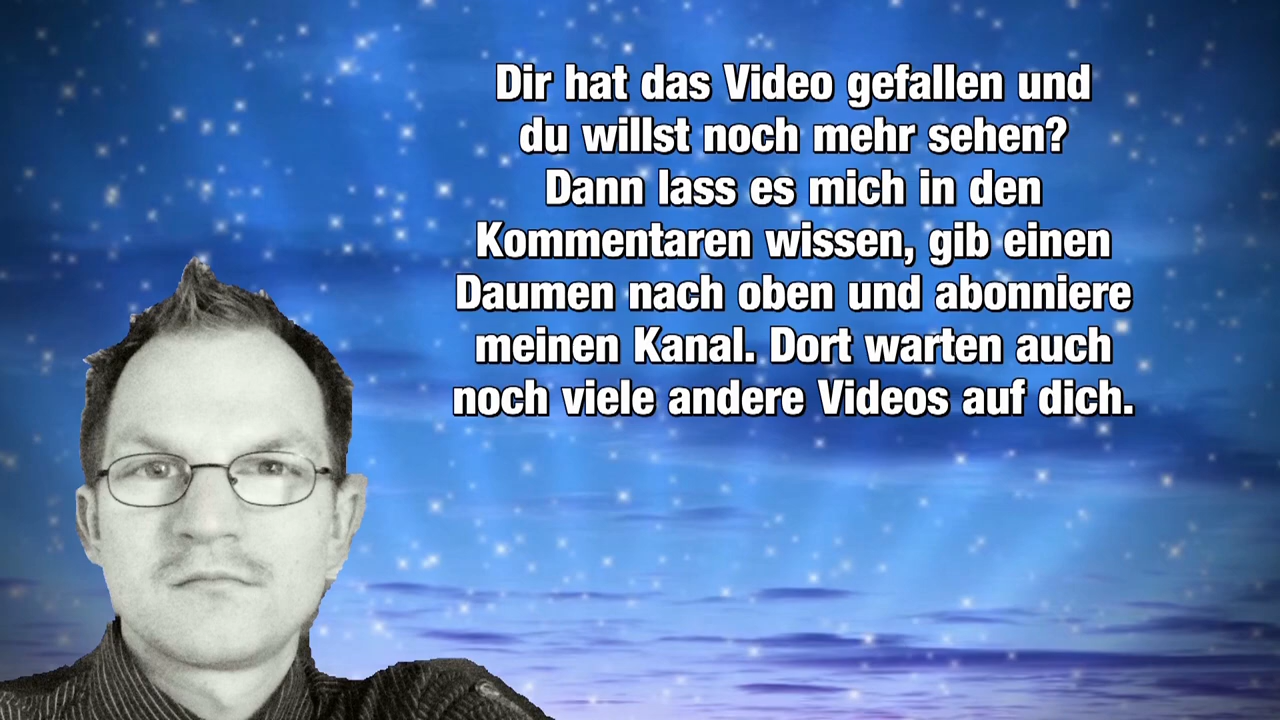 Dir hat das Video gefallen und
du willst noch mehr sehen?
Dann lass es mich in den
Kommentaren wissen, gib einen
Daumen nach oben und abonniere
meinen Kanal. Dort warten auch
noch viele andere Videos auf dich.